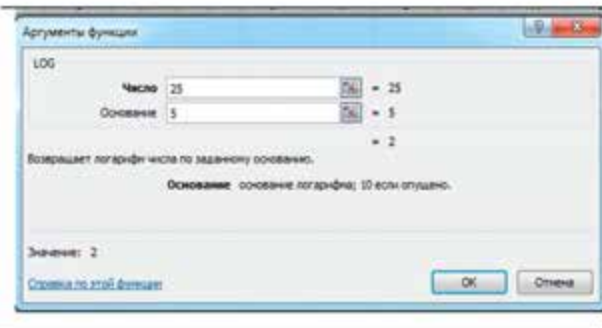 Аргументы функции
LOG
Число 25 = 25
Основание 5 = 5
= 2
Возвращает логарифм числа по заданному основанию.
Основание основание логарифма; 10 если опущено.
Значение: 2
Справка по этой функции
ОК Отмена